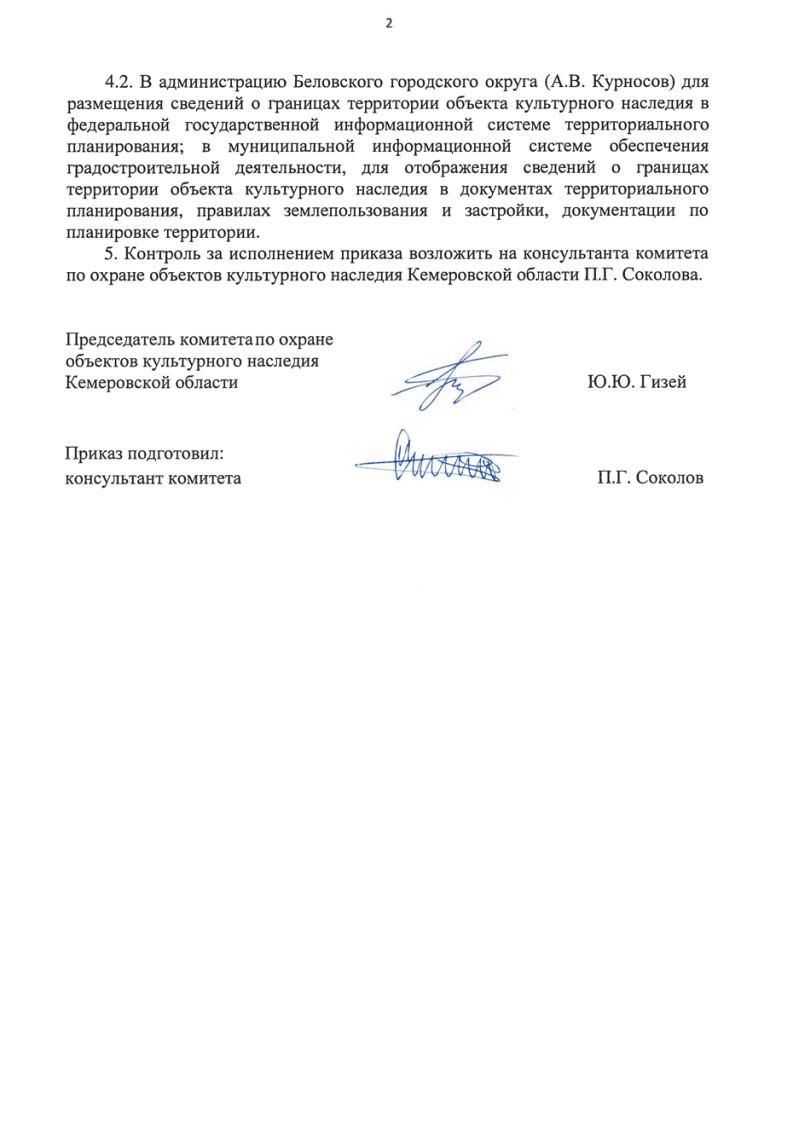 2
4.2. В администрацию Беловского городского округа (А.В. Курносов) для
размещения сведений о границах территории объекта культурного наследия в
федеральной государственной информационной системе территориального
планирования; в муниципальной информационной системе обеспечения
градостроительной деятельности, для отображения сведений о границах
территории объекта культурного наследия в документах территориального
планирования, правилах землепользования и застройки, документации по
планировке территории.
5. Контроль за исполнением приказа возложить на консультанта комитета
по охране объектов культурного наследия Кемеровской области П.Г. Соколова.
Председатель комитета по охране
объектов культурного наследия
Кемеровской области Ю.Ю. Гизей
Приказ подготовил:
консультант комитета П.Г. Соколов